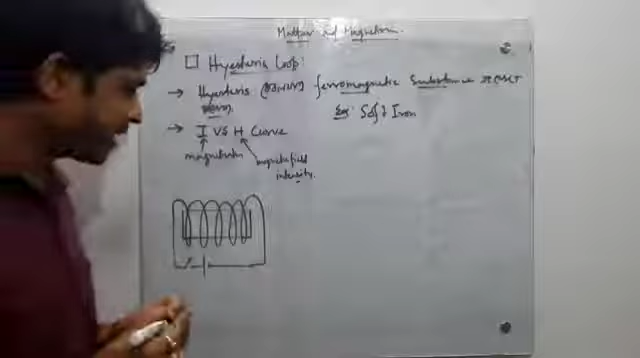 Matter and Magnetism.
Hysteresis Loop:
→ Hysteresis ferromagnetic Substance
Ex: Soft Iron
→ I VS H Curve
magnetisation
magnetic field
intensity.